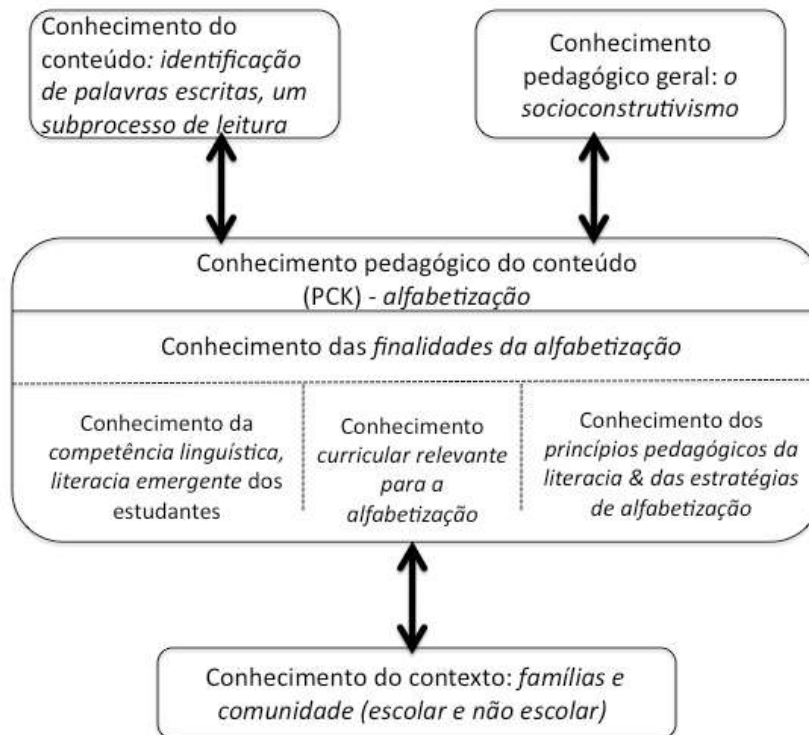 Conhecimento do
conteúdo: identificação
de palavras escritas, um
subprocesso de leitura
Conhecimento
pedagógico geral: o
socioconstrutivismo
Conhecimento pedagógico do conteúdo
(PCK) - alfabetização
Conhecimento das finalidades da alfabetização
Conhecimento da
competência linguística,
literacia emergente dos
estudantes
Conhecimento
curricular relevante
para a
alfabetização
Conhecimento dos
princípios pedagógicos da
literacia & das estratégias
de alfabetização
Conhecimento do contexto: famílias e
comunidade (escolar e não escolar)